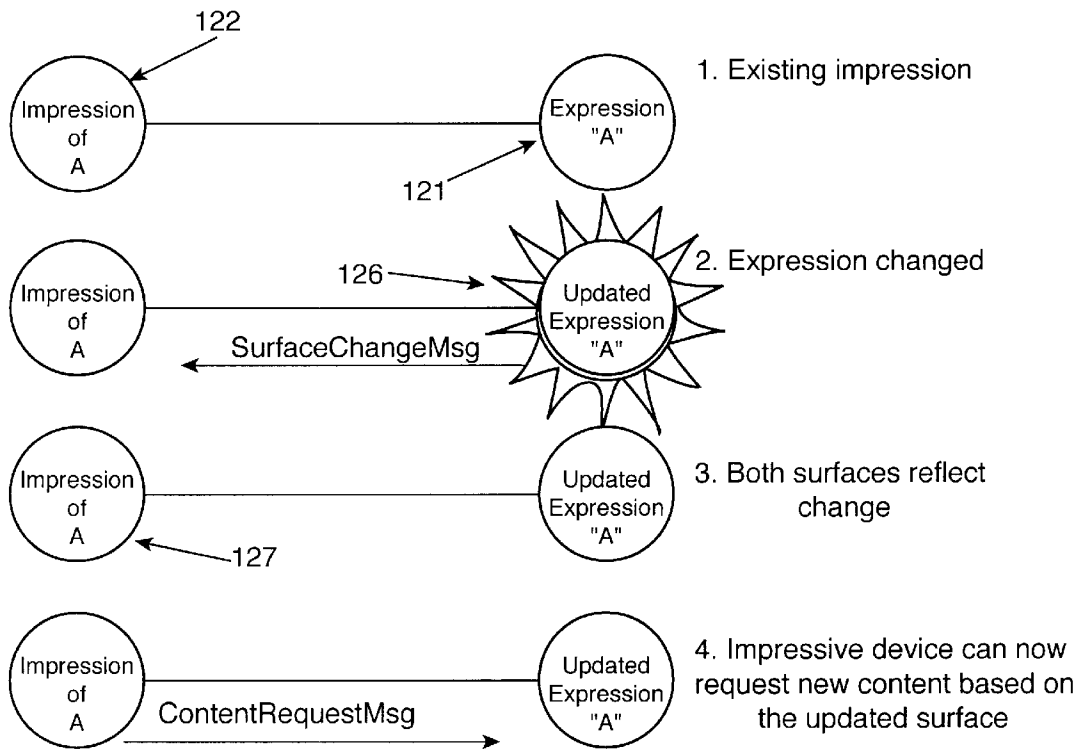 122
Impression
of
A
Expression
"A"
1. Existing impression
121
Impression
of
A
126
Updated
Expression
"A"
2. Expression changed
SurfaceChangeMsg
Impression
of
A
127
Updated
Expression
"A"
3. Both surfaces reflect
change
Impression
of
A
Updated
Expression
"A"
4. Impressive device can now
request new content based on
the updated surface
ContentRequestMsg